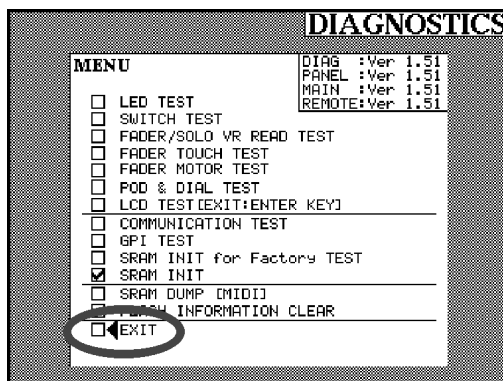 DIAGNOSTICS
MENU
DIAG :Ver 1.51
PANEL :Ver 1.51
MAIN :Ver 1.51
REMOTE:Ver 1.51
LED TEST
SWITCH TEST
FADER/SOLO VR READ TEST
FADER TOUCH TEST
FADER MOTOR TEST
POD & DIAL TEST
LCD TEST[EXIT:ENTER KEY]
COMMUNICATION TEST
GPI TEST
SRAM INIT for Factory TEST
SRAM INIT
SRAM DUMP [MIDI]
FLASH INFORMATION CLEAR
EXIT